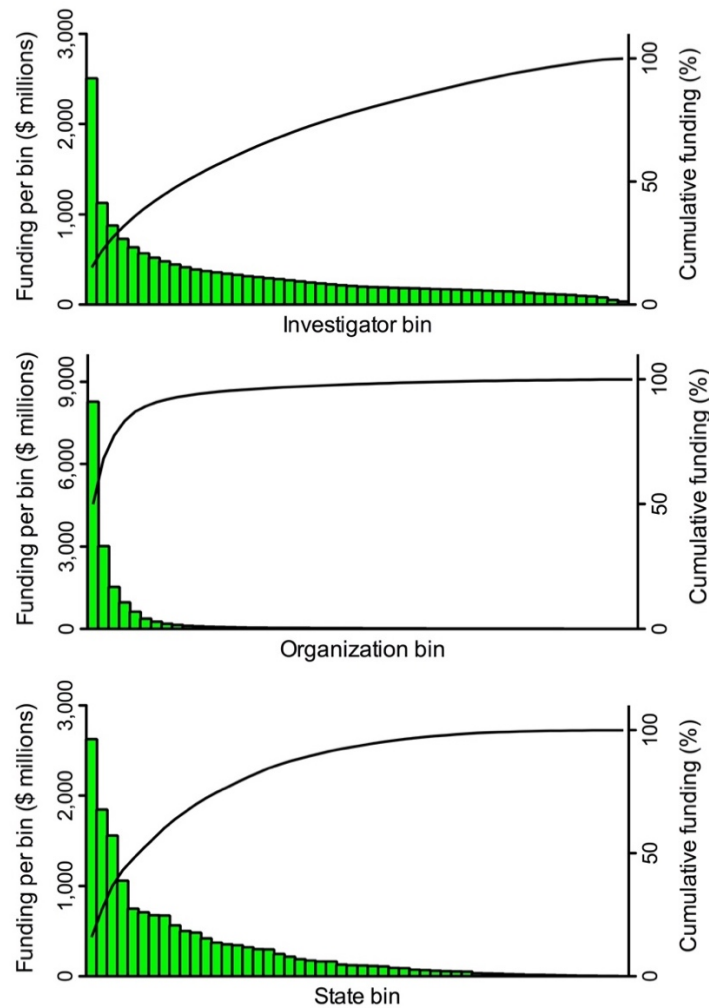 Funding per bin ($ millions)
3,000
2,000
1,000
0
Cumulative funding (%)
100
50
0
Investigator bin
Funding per bin ($ millions)
9,000
6,000
3,000
0
Cumulative funding (%)
100
50
0
Organization bin
Funding per bin ($ millions)
3,000
2,000
1,000
0
Cumulative funding (%)
100
50
0
State bin